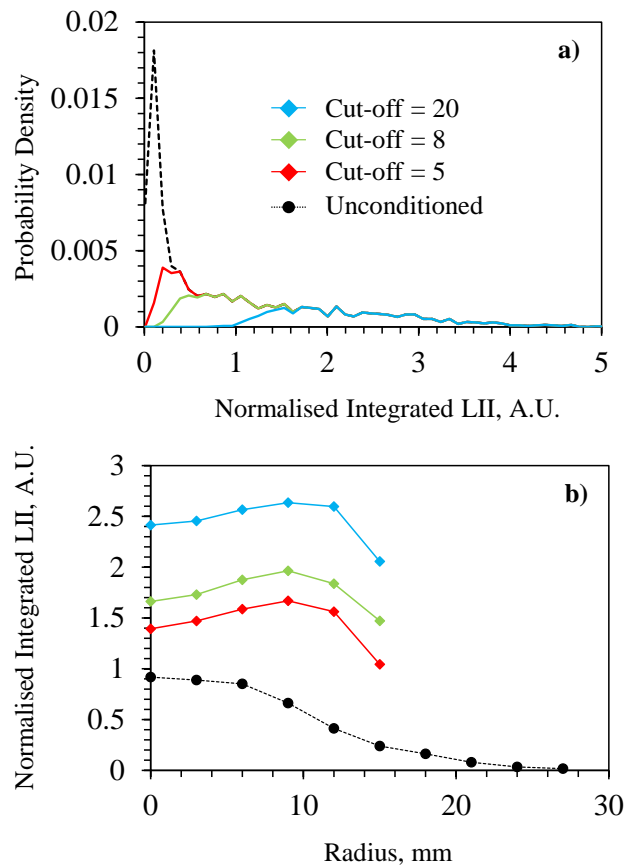 0.02
a)
0.015
Cut-off = 20
Cut-off = 8
0.01
Cut-off = 5
Unconditioned
0.005
0
Probability Density
0 1 2 3 4 5
Normalised Integrated LII, A.U.
3
b)
2.5
2
1.5
1
0.5
0
Normalised Integrated LII, A.U.
0 10 20 30
Radius, mm